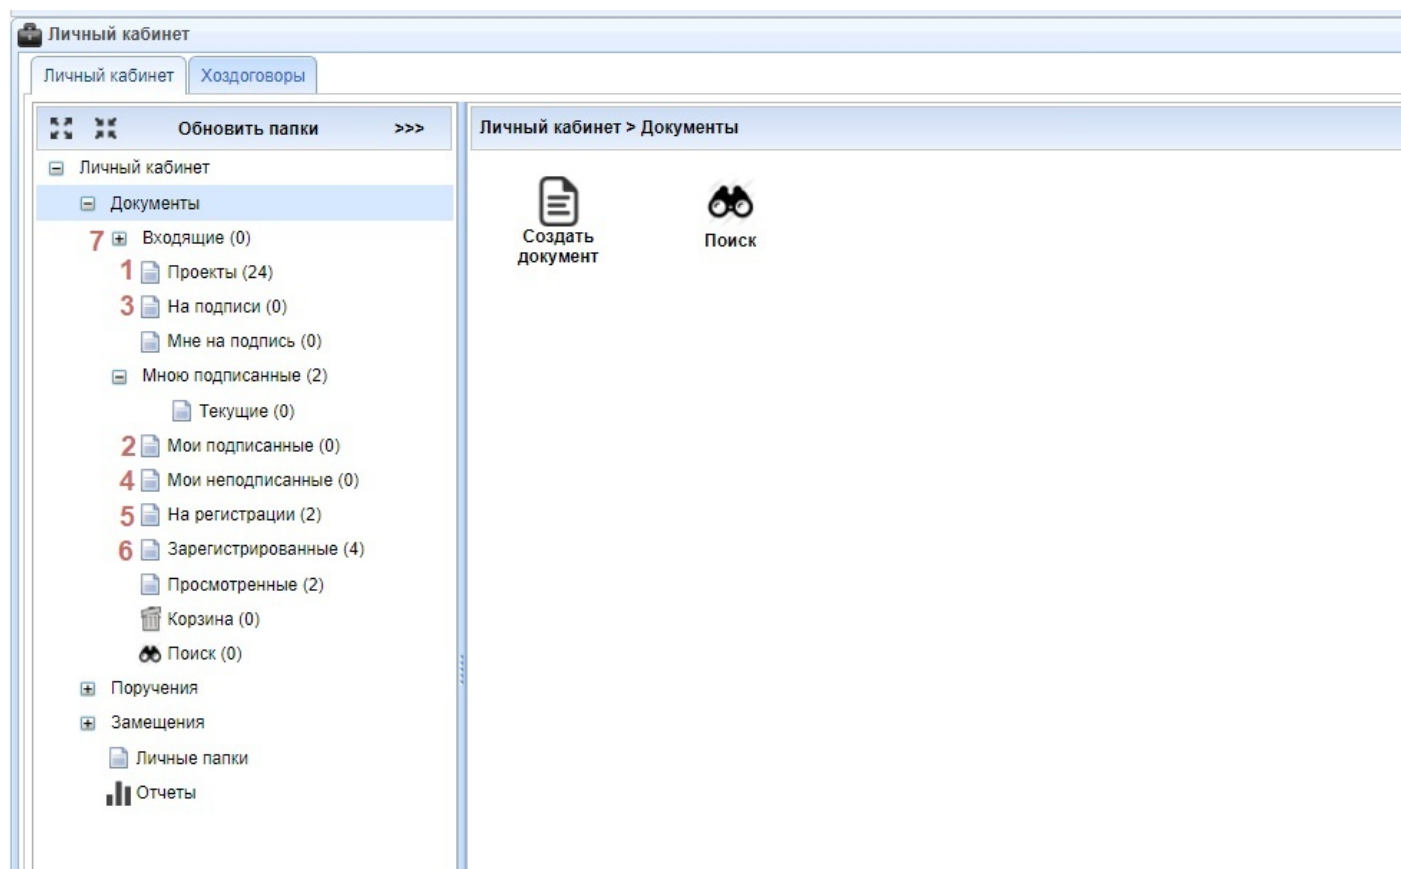 Личный кабинет
Личный кабинет
Хоздоговоры
Обновить папки >>>
Личный кабинет > Документы
Личный кабинет
Документы
7 Входящие (0)
1 Проекты (24)
3 На подписи (0)
Мне на подпись (0)
Мною подписанные (2)
Текущие (0)
2 Мои подписанные (0)
4 Мои неподписанные (0)
5 На регистрации (2)
6 Зарегистрированные (4)
Просмотренные (2)
Корзина (0)
Поиск (0)
Поручения
Замещения
Личные папки
Отчеты
Создать
документ
Поиск